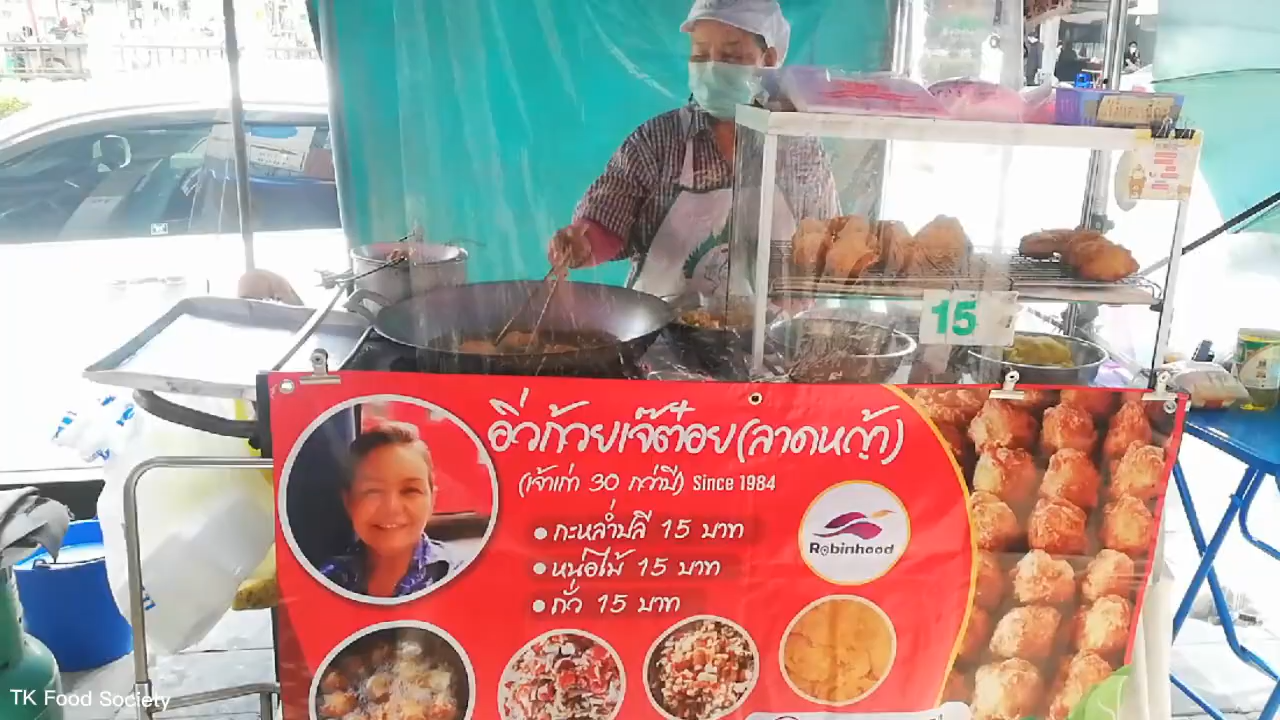 15
อิ่วก้วยเจ๊ต๋อย(ลาดหญ้า)
(เจ้าเก่า 30 กว่าปี) Since 1984
• กะหล่ำปลี 15 บาท
• หน่อไม้ 15 บาท
• ถั่ว 15 บาท
Robinhood
TK Food Society